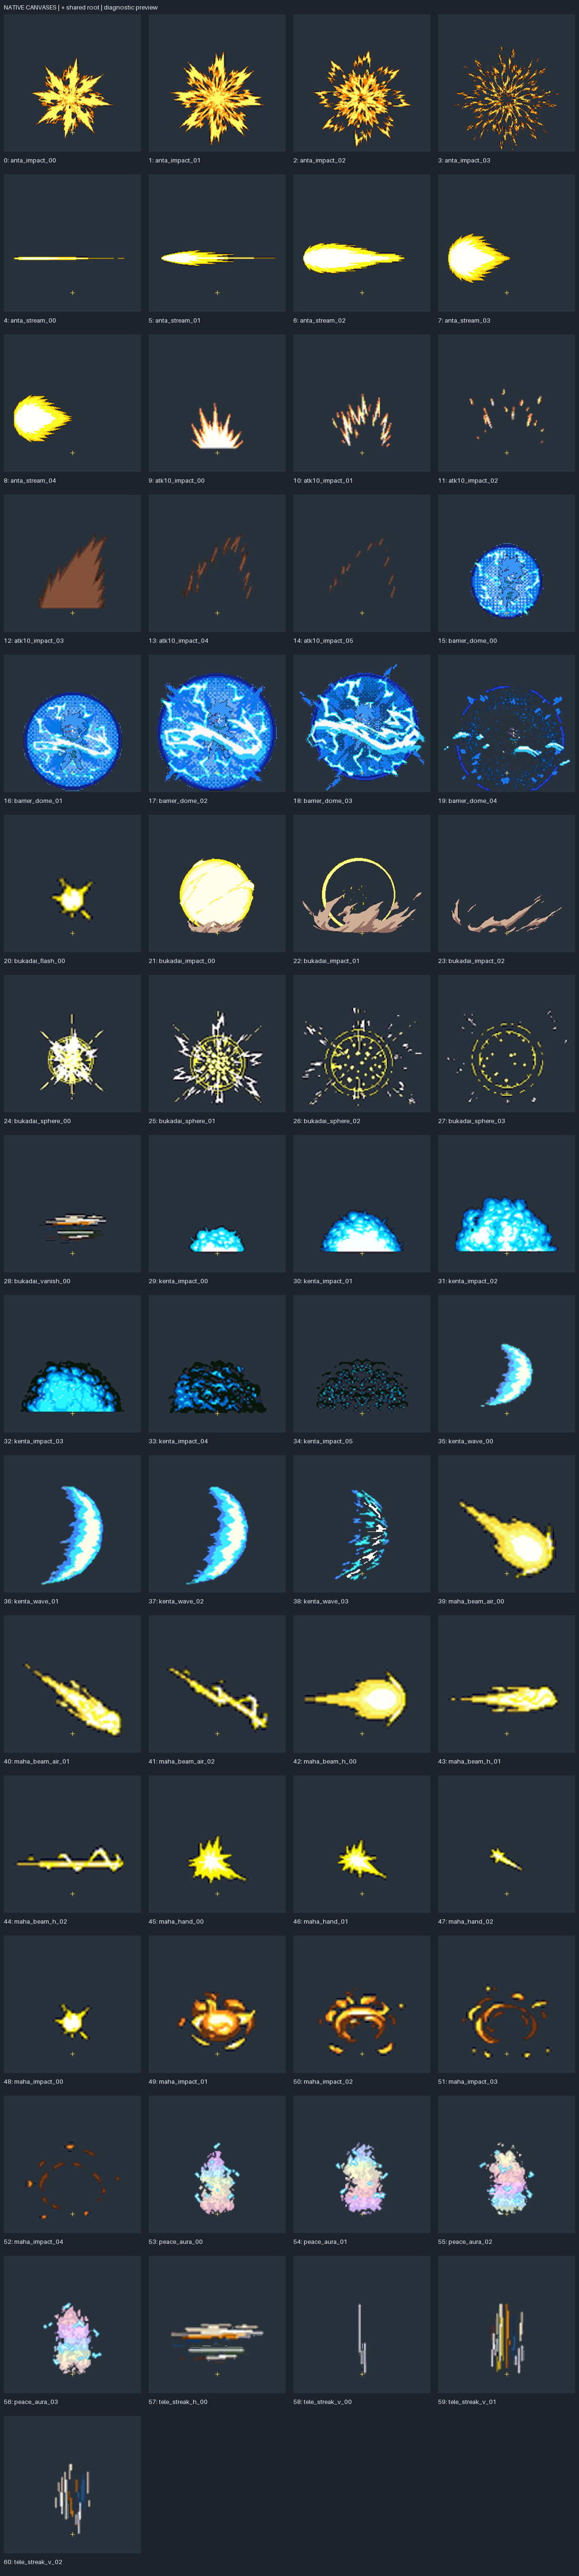 NATIVE CANVASES | + shared root | diagnostic preview
0: anta_impact_00
1: anta_impact_01
2: anta_impact_02
3: anta_impact_03
4: anta_stream_00
5: anta_stream_01
6: anta_stream_02
7: anta_stream_03
8: anta_stream_04
9: atk10_impact_00
10: atk10_impact_01
11: atk10_impact_02
12: atk10_impact_03
13: atk10_impact_04
14: atk10_impact_05
15: barrier_dome_00
16: barrier_dome_01
17: barrier_dome_02
18: barrier_dome_03
19: barrier_dome_04
20: bukadai_flash_00
21: bukadai_impact_00
22: bukadai_impact_01
23: bukadai_impact_02
24: bukadai_sphere_00
25: bukadai_sphere_01
26: bukadai_sphere_02
27: bukadai_sphere_03
28: bukadai_vanish_00
29: kenta_impact_00
30: kenta_impact_01
31: kenta_impact_02
32: kenta_impact_03
33: kenta_impact_04
34: kenta_impact_05
35: kenta_wave_00
36: kenta_wave_01
37: kenta_wave_02
38: kenta_wave_03
39: maha_beam_air_00
40: maha_beam_air_01
41: maha_beam_air_02
42: maha_beam_h_00
43: maha_beam_h_01
44: maha_beam_h_02
45: maha_hand_00
46: maha_hand_01
47: maha_hand_02
48: maha_impact_00
49: maha_impact_01
50: maha_impact_02
51: maha_impact_03
52: maha_impact_04
53: peace_aura_00
54: peace_aura_01
55: peace_aura_02
56: peace_aura_03
57: tele_streak_h_00
58: tele_streak_v_00
59: tele_streak_v_01
60: tele_streak_v_02